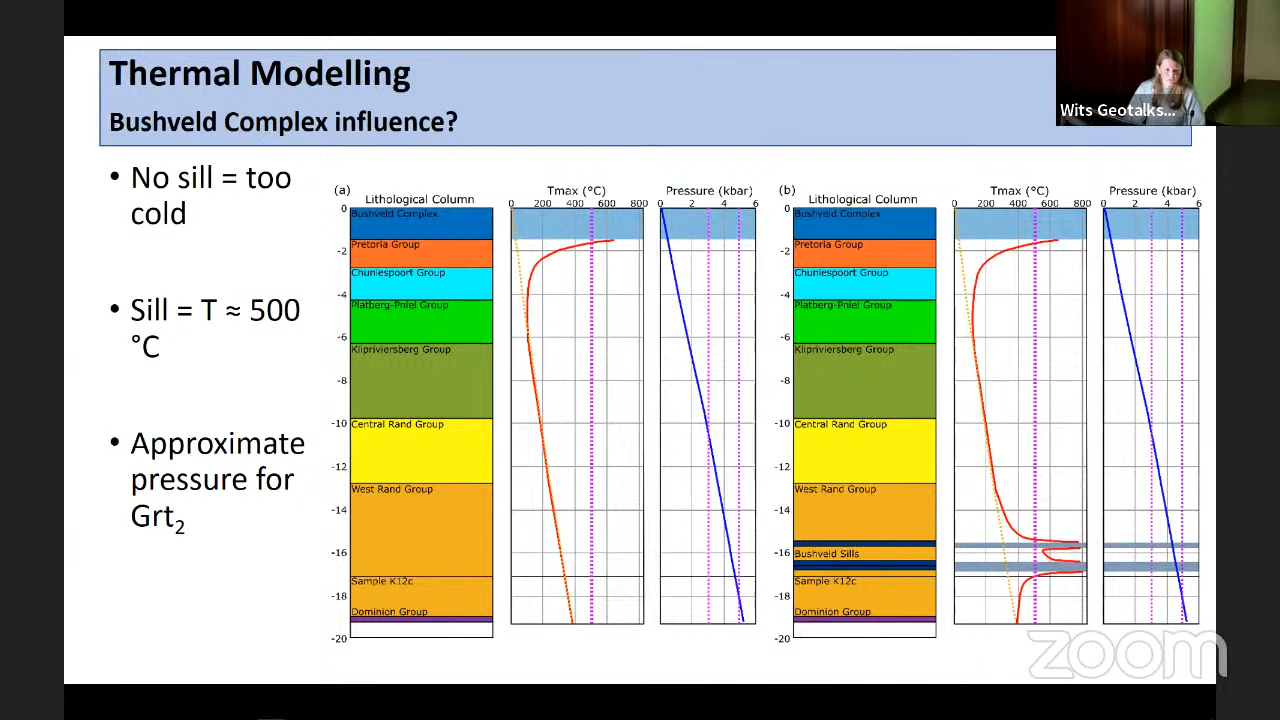 Thermal Modelling
Bushveld Complex influence?
Wits Geotalks...
• No sill = too
cold
• Sill = T ≈ 500
°C
• Approximate
pressure for
Grt2
(a)
Lithological Column
Tmax (°C)
Pressure (kbar)
0 200 400 600 800
0 2 4 6
0
-2
-4
-6
-8
-10
-12
-14
-16
-18
-20
Bushveld Complex
Pretoria Group
Chuniespoort Group
Platberg-Pniel Group
Klipriviersberg Group
Central Rand Group
West Rand Group
Sample K12c
Dominion Group
(b)
Lithological Column
Tmax (°C)
Pressure (kbar)
0 200 400 600 800
0 2 4 6
0
-2
-4
-6
-8
-10
-12
-14
-16
-18
-20
Bushveld Complex
Pretoria Group
Chuniespoort Group
Platberg-Pniel Group
Klipriviersberg Group
Central Rand Group
West Rand Group
Bushveld Sills
Sample K12c
Dominion Group
zoom